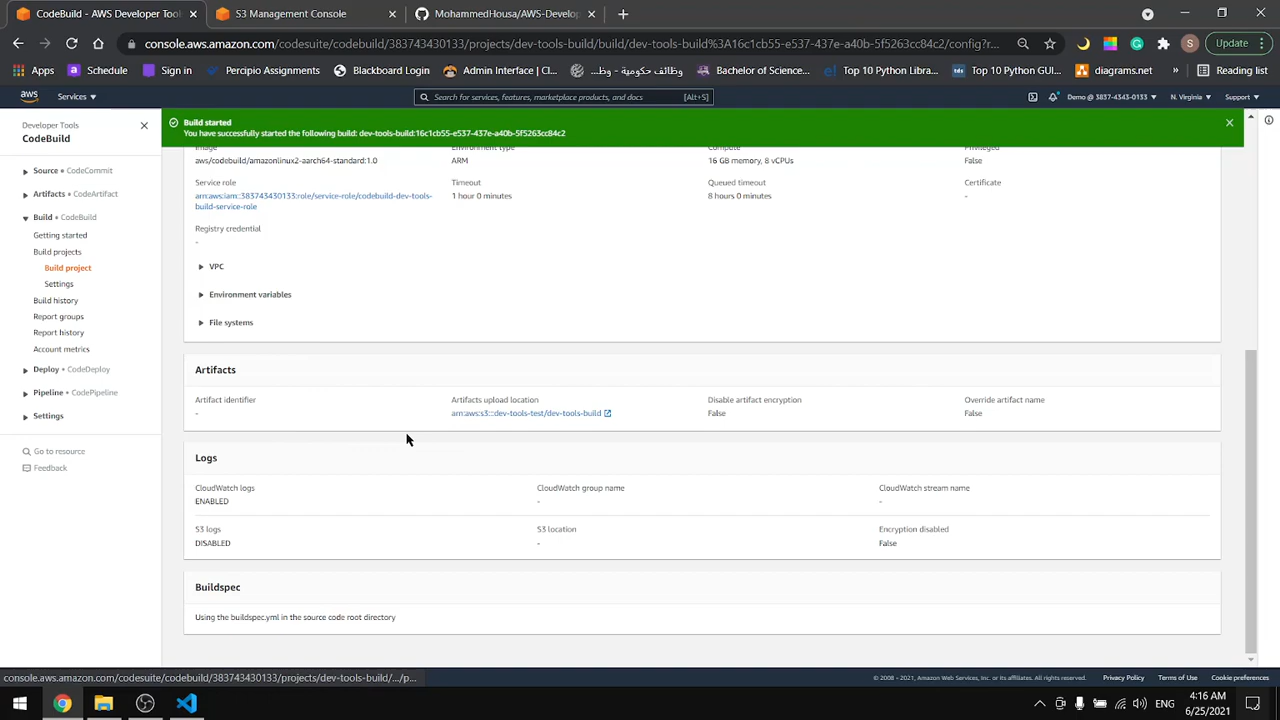 CodeBuild - AWS Developer Tools
S3 Management Console
MohammedHousa/AWS-Develop
console.aws.amazon.com/codesuite/codebuild/383743430133/projects/dev-tools-build/build/dev-tools-build%3A16c1cb55-e537-437e-a40b-5f5263cc84c2/config?r...
Update
Apps
Schedule
Sign in
Percipio Assignments
Blackboard Login
Admin Interface | Cl...
وظائف حكومية - وظ...
Bachelor of Science...
Top 10 Python Libr...
Top 10 Python GUI...
diagrams.net
Reading list
aws
Services
Search for services, features, marketplace products, and docs
[Alt+S]
Demo @ 3837-4343-0133
N. Virginia
Support
Developer Tools
CodeBuild
Source • CodeCommit
Artifacts • CodeArtifact
Build • CodeBuild
Getting started
Build projects
Build project
Settings
Build history
Report groups
Report history
Account metrics
Deploy • CodeDeploy
Pipeline • CodePipeline
Settings
Go to resource
Feedback
Build started
You have successfully started the following build: dev-tools-build:16c1cb55-e537-437e-a40b-5f5263cc84c2
Image
Environment type
Compute
Privileged
aws/codebuild/amazonlinux2-aarch64-standard:1.0
ARM
16 GB memory, 8 vCPUs
False
Service role
Timeout
Queued timeout
Certificate
arn:aws:iam::383743430133:role/service-role/codebuild-dev-tools-
build-service-role
1 hour 0 minutes
8 hours 0 minutes
-
Registry credential
-
VPC
Environment variables
File systems
Artifacts
Artifact identifier
Artifacts upload location
Disable artifact encryption
Override artifact name
-
arn:aws:s3:::dev-tools-test/dev-tools-build
False
False
Logs
CloudWatch logs
CloudWatch group name
CloudWatch stream name
ENABLED
-
-
S3 logs
S3 location
Encryption disabled
DISABLED
-
False
Buildspec
Using the buildspec.yml in the source code root directory
console.aws.amazon.com/codesuite/codebuild/383743430133/projects/dev-tools-build/.../p...
© 2008 - 2021, Amazon Web Services, Inc. or its affiliates. All rights reserved.
Privacy Policy
Terms of Use
Cookie preferences
ENG
4:16 AM
6/25/2021